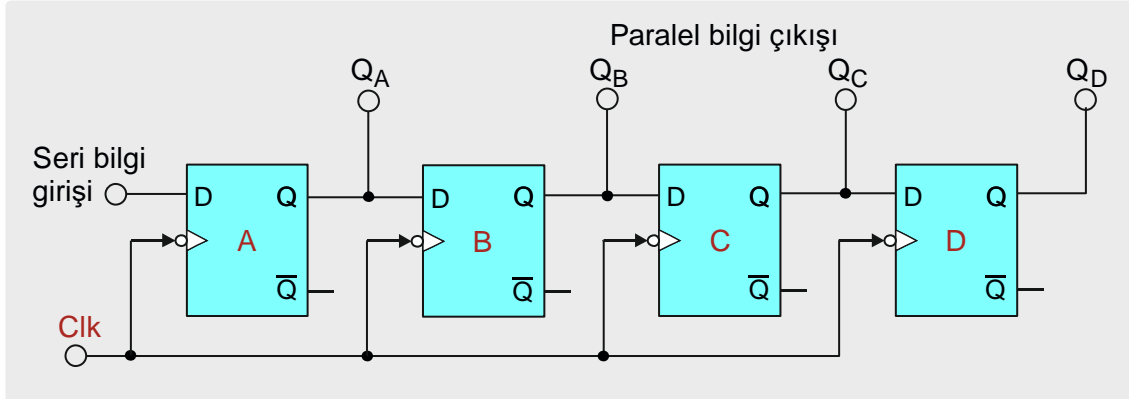 Paralel bilgi çıkışı
QA QB QC QD
Seri bilgi
girişi
D Q D Q D Q D Q
A B C D
Q̅ Q̅ Q̅ Q̅
Clk